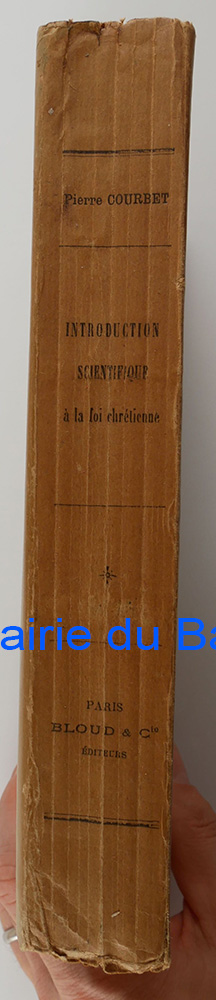 Pierre COURBET
INTRODUCTION
SCIENTIFIQUE
à la foi chrétienne
airie du Ba
PARIS
BLOUD & Cie
ÉDITEURS